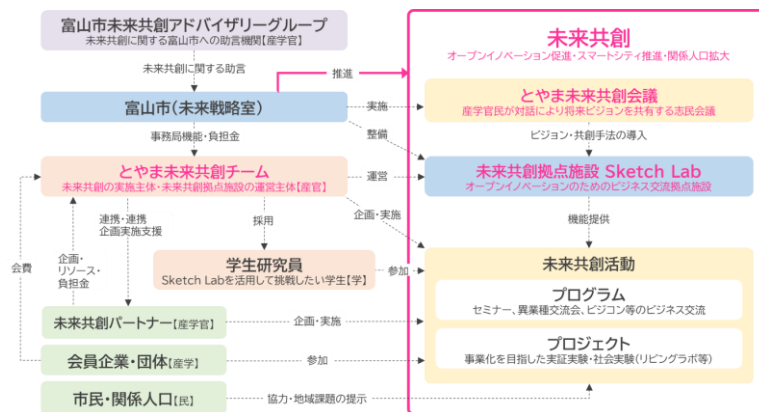 富山市未来共創アドバイザリーグループ
未来共創に関する富山市への助言機関【産学官】
未来共創に関する助言
推進
富山市(未来戦略室)
事務局機能・負担金
実施
整備
とやま未来共創チーム
未来共創の実施主体・未来共創拠点施設の運営主体【産官】
運営
企画・実施
会費
企画・
リソース・
負担金
連携・連携
企画実施支援
採用
学生研究員
Sketch Labを活用して挑戦したい学生【学】
参加
未来共創パートナー【産学官】
企画・実施
会員企業・団体【産学】
参加
市民・関係人口【民】
協力・地域課題の提示
未来共創
オープンイノベーション促進・スマートシティ推進・関係人口拡大
とやま未来共創会議
産学官民が対話により将来ビジョンを共有する志民会議
ビジョン・共創手法の導入
未来共創拠点施設 Sketch Lab
オープンイノベーションのためのビジネス交流拠点施設
機能提供
未来共創活動
プログラム
セミナー、異業種交流会、ビジコン等のビジネス交流
プロジェクト
事業化を目指した実証実験・社会実験(リビングラボ等)